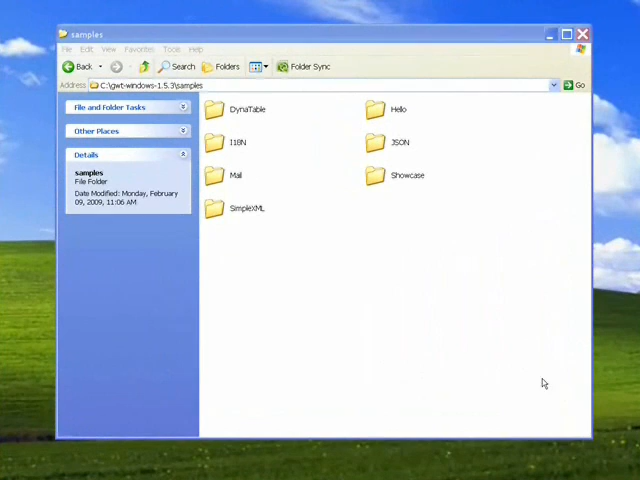 samples
File Edit View Favorites Tools Help
Back Search Folders Folder Sync
Address C:\gwt-windows-1.5.3\samples Go
File and Folder Tasks
Other Places
Details
samples
File Folder
Date Modified: Monday, February
09, 2009, 11:06 AM
DynaTable Hello
I18N JSON
Mail Showcase
SimpleXML